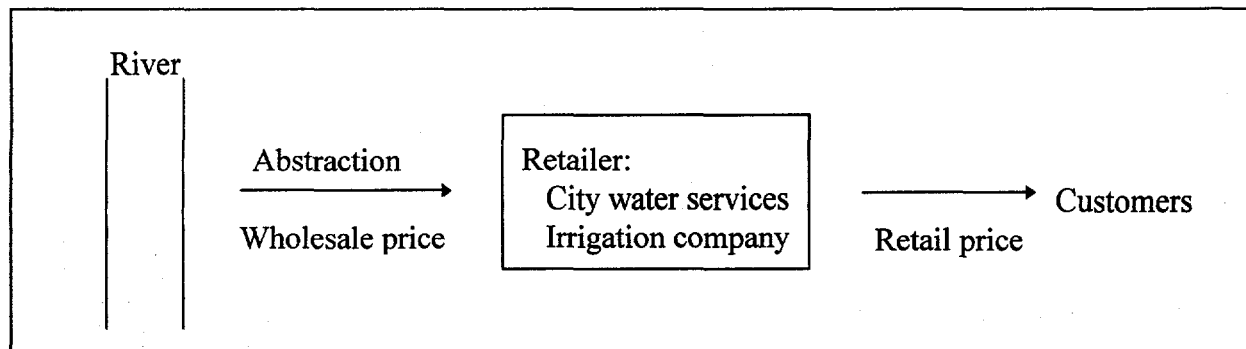 River
Abstraction
Wholesale price
Retailer:
City water services
Irrigation company
Retail price
Customers